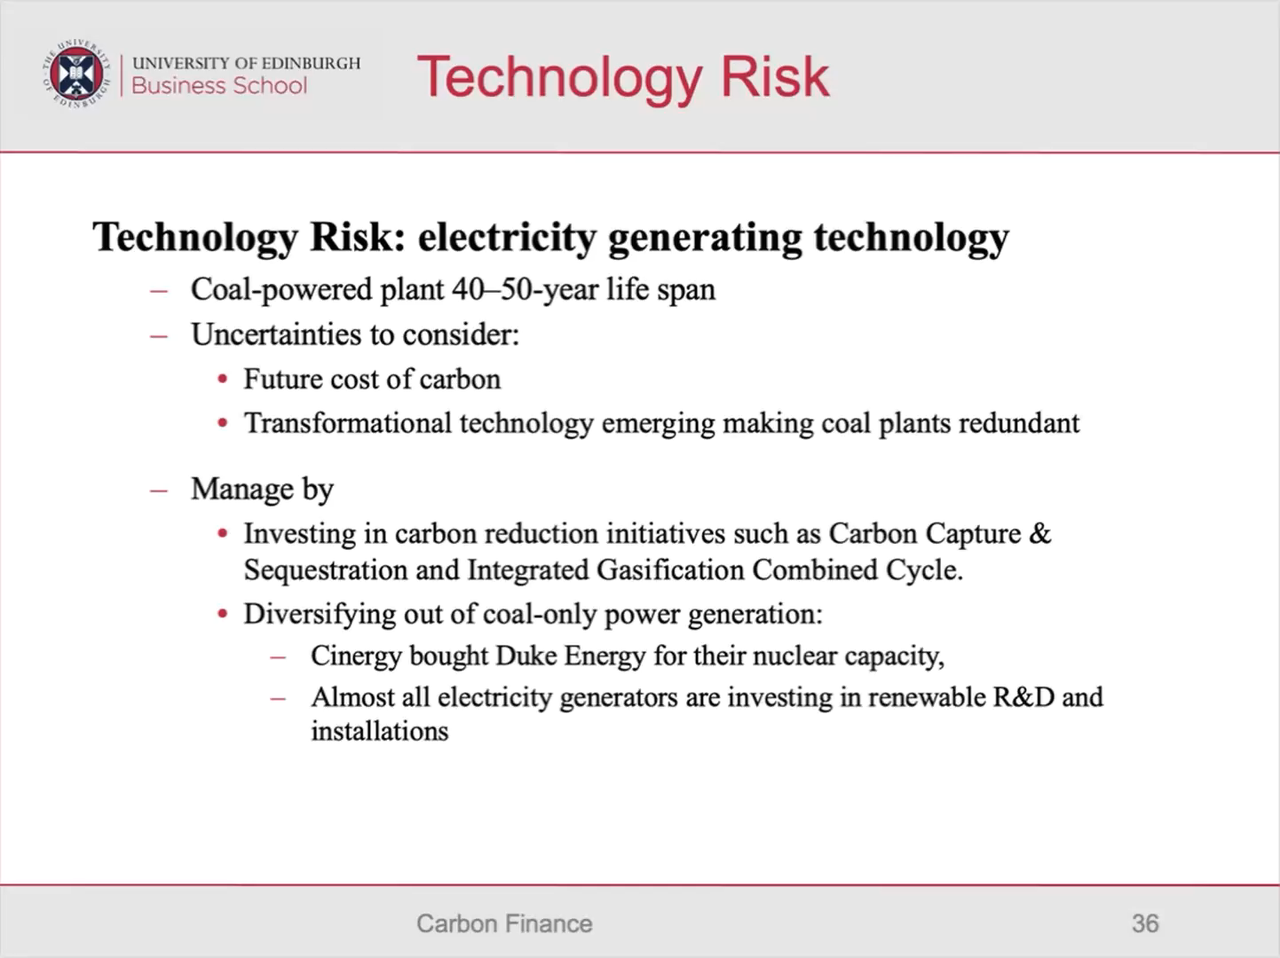 THE UNIVERSITY OF EDINBURGH
UNIVERSITY OF EDINBURGH
Business School
Technology Risk
Technology Risk: electricity generating technology
– Coal-powered plant 40–50-year life span
– Uncertainties to consider:
• Future cost of carbon
• Transformational technology emerging making coal plants redundant
– Manage by
• Investing in carbon reduction initiatives such as Carbon Capture &
Sequestration and Integrated Gasification Combined Cycle.
• Diversifying out of coal-only power generation:
– Cinergy bought Duke Energy for their nuclear capacity,
– Almost all electricity generators are investing in renewable R&D and
installations
Carbon Finance
36